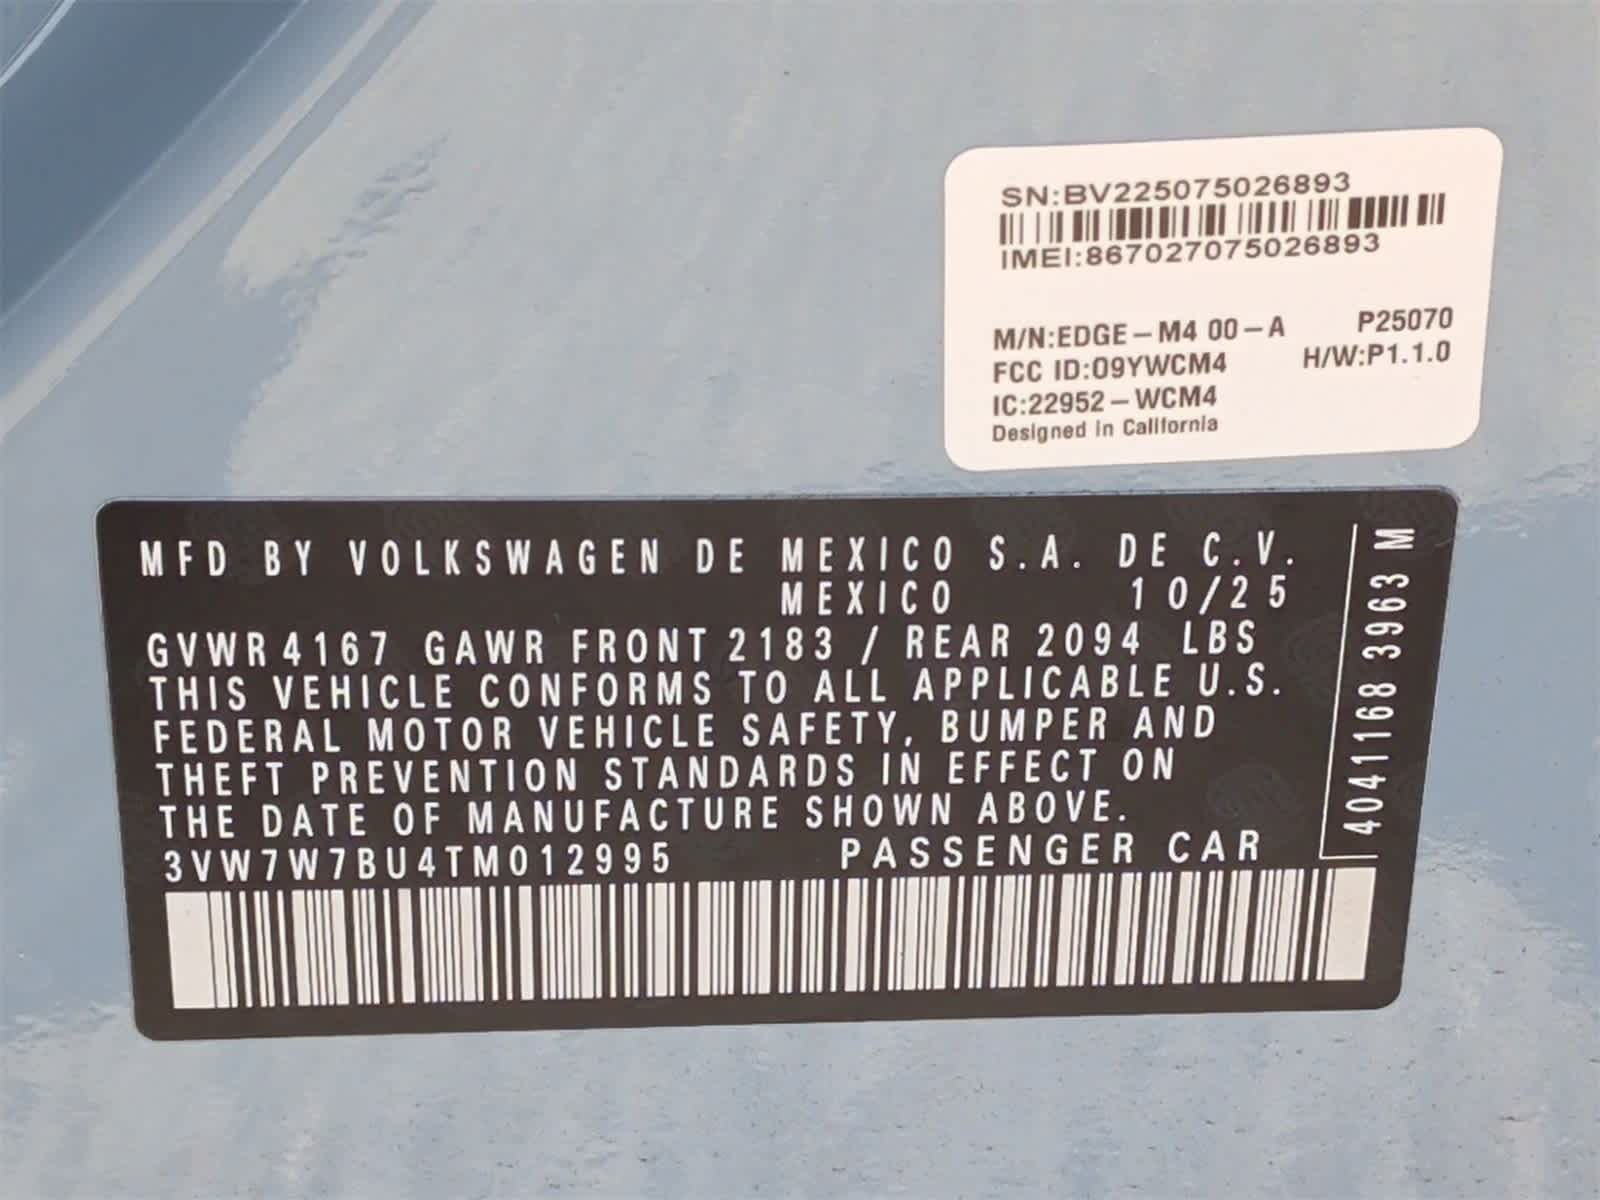 SN:BV225075026893
IMEI:867027075026893
M/N:EDGE-M4 00-A P25070
FCC ID:O9YWCM4 H/W:P1.1.0
IC:22952-WCM4
Designed in California
MFD BY VOLKSWAGEN DE MEXICO S.A. DE C.V.
MEXICO 10/25
GVWR 4167 GAWR FRONT 2183 / REAR 2094 LBS
THIS VEHICLE CONFORMS TO ALL APPLICABLE U.S.
FEDERAL MOTOR VEHICLE SAFETY, BUMPER AND
THEFT PREVENTION STANDARDS IN EFFECT ON
THE DATE OF MANUFACTURE SHOWN ABOVE.
3VW7W7BU4TM012995 PASSENGER CAR
4041168 3963 M